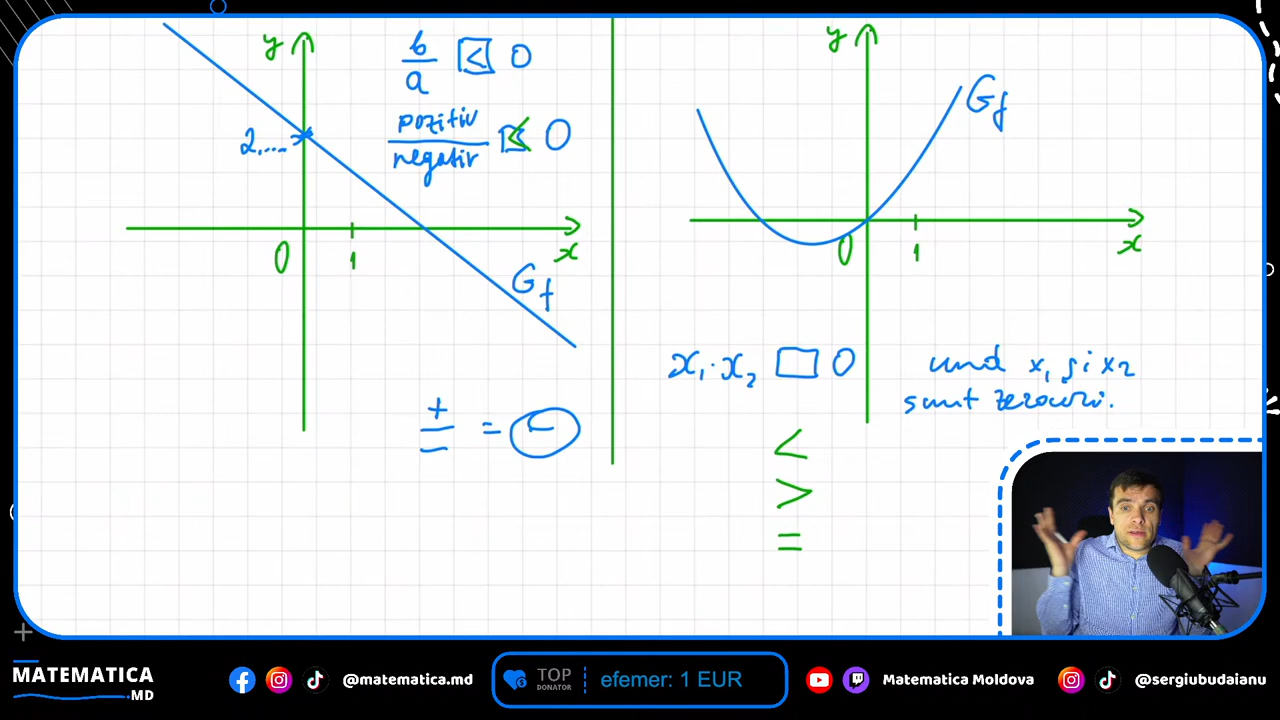 y
b/a < 0
pozitiv/negativ < 0
2,...
0
1
x
Gf
+/− = −
y
Gf
0
1
x
x₁·x₂ □ 0
und x₁ și x₂
sunt zerouri.
<
>
=
MATEMATICA
.MD
@matematica.md
TOP
DONATOR
efemer: 1 EUR
Matematica Moldova
@sergiubudaianu